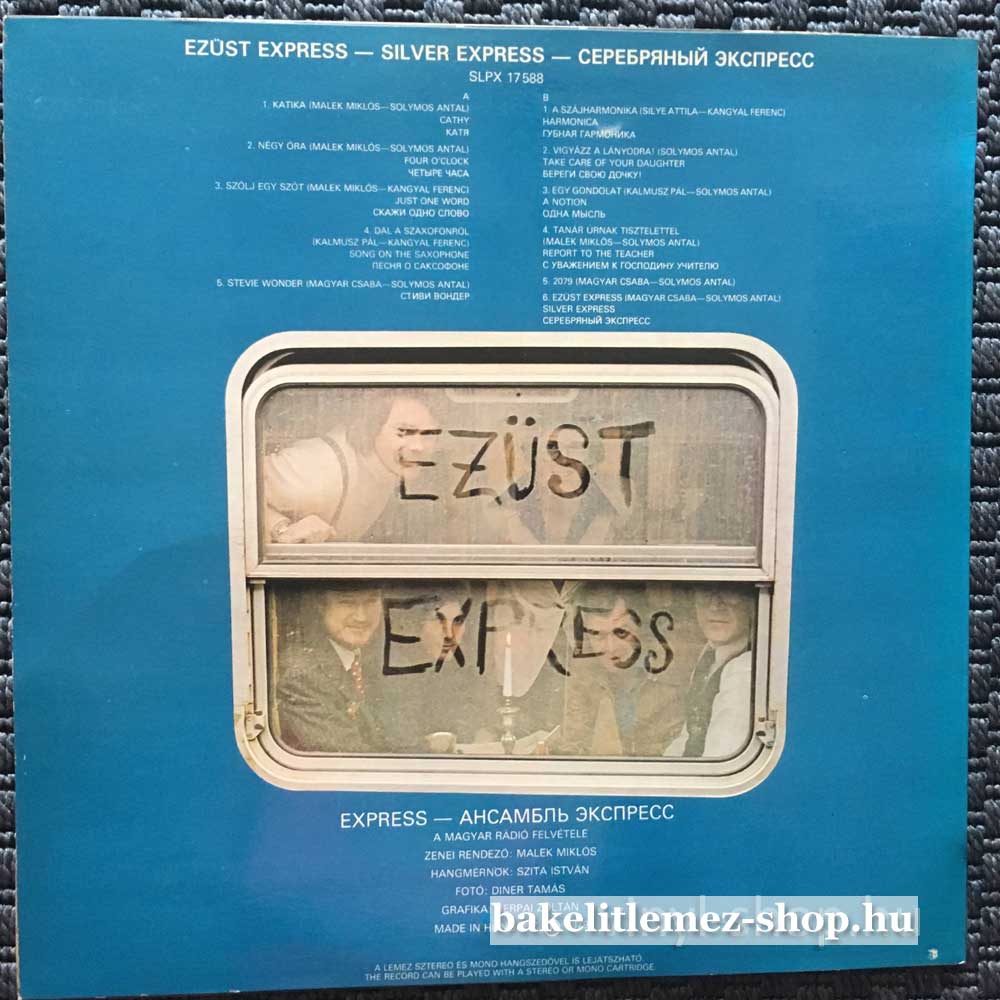 EZÜST EXPRESS — SILVER EXPRESS — СЕРЕБРЯНЫЙ ЭКСПРЕСС
SLPX 17588
A
1. KATIKA (MALEK MIKLÓS—SOLYMOS ANTAL)
CATHY
КАТЯ
2. NÉGY ÓRA (MALEK MIKLÓS—SOLYMOS ANTAL)
FOUR O'CLOCK
ЧЕТЫРЕ ЧАСА
3. SZÓLJ EGY SZÓT (MALEK MIKLÓS—KANGYAL FERENC)
JUST ONE WORD
СКАЖИ ОДНО СЛОВО
4. DAL A SZAXOFONRÓL
(KALMUSZ PÁL—KANGYAL FERENC)
SONG ON THE SAXOPHONE
ПЕСНЯ О САКСОФОНЕ
5. STEVIE WONDER (MAGYAR CSABA—SOLYMOS ANTAL)
СТИВИ ВОНДЕР
B
1. A SZÁJHARMONIKA (SILYE ATTILA—KANGYAL FERENC)
HARMONICA
ГУБНАЯ ГАРМОНИКА
2. VIGYÁZZ A LÁNYODRA! (SOLYMOS ANTAL)
TAKE CARE OF YOUR DAUGHTER
БЕРЕГИ СВОЮ ДОЧКУ!
3. EGY GONDOLAT (KALMUSZ PÁL—SOLYMOS ANTAL)
A NOTION
ОДНА МЫСЛЬ
4. TANÁR ÚRNAK TISZTELETTEL
(MALEK MIKLÓS—SOLYMOS ANTAL)
REPORT TO THE TEACHER
С УВАЖЕНИЕМ К ГОСПОДИНУ УЧИТЕЛЮ
5. 2079 (MAGYAR CSABA—SOLYMOS ANTAL)
6. EZÜST EXPRESS (MAGYAR CSABA—SOLYMOS ANTAL)
SILVER EXPRESS
СЕРЕБРЯНЫЙ ЭКСПРЕСС
EZÜST
EXPRESS
EXPRESS — АНСАМБЛЬ ЭКСПРЕСС
A MAGYAR RÁDIÓ FELVÉTELE
ZENEI RENDEZŐ: MALEK MIKLÓS
HANGMÉRNÖK: SZITA ISTVÁN
FOTÓ: DINER TAMÁS
GRAFIKA
MADE IN
bakelitlemez-shop.hu
A LEMEZ SZTEREO ÉS MONO HANGSZEDŐVEL IS LEJÁTSZHATÓ.
THE RECORD CAN BE PLAYED WITH A STEREO OR MONO CARTRIDGE.